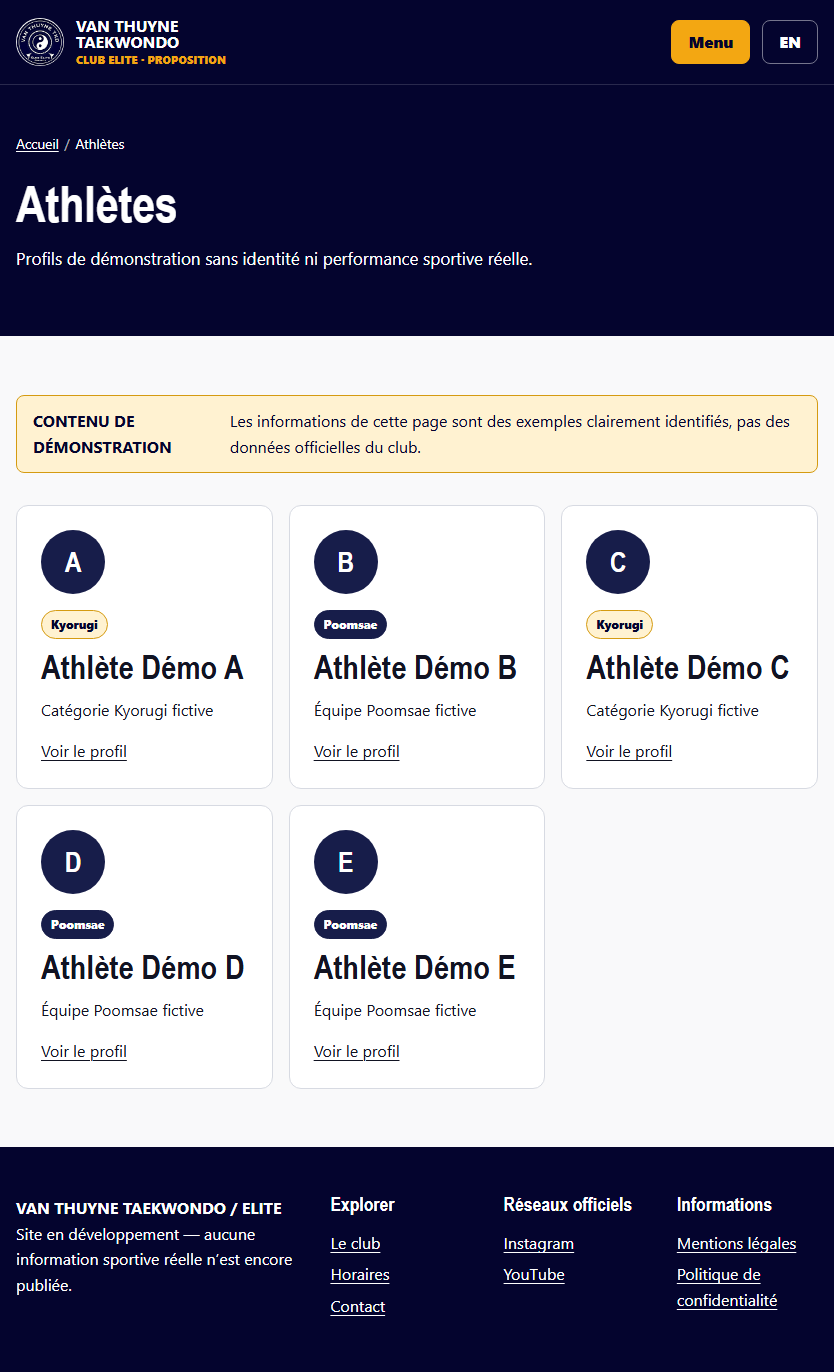 VAN THUYNE
TAEKWONDO
CLUB ELITE · PROPOSITION
Menu
EN
Accueil / Athlètes
Athlètes
Profils de démonstration sans identité ni performance sportive réelle.
CONTENU DE
DÉMONSTRATION
Les informations de cette page sont des exemples clairement identifiés, pas des
données officielles du club.
A
Kyorugi
Athlète Démo A
Catégorie Kyorugi fictive
Voir le profil
B
Poomsae
Athlète Démo B
Équipe Poomsae fictive
Voir le profil
C
Kyorugi
Athlète Démo C
Catégorie Kyorugi fictive
Voir le profil
D
Poomsae
Athlète Démo D
Équipe Poomsae fictive
Voir le profil
E
Poomsae
Athlète Démo E
Équipe Poomsae fictive
Voir le profil
VAN THUYNE TAEKWONDO / ELITE
Site en développement — aucune
information sportive réelle n’est encore
publiée.
Explorer
Le club
Horaires
Contact
Réseaux officiels
Instagram
YouTube
Informations
Mentions légales
Politique de
confidentialité